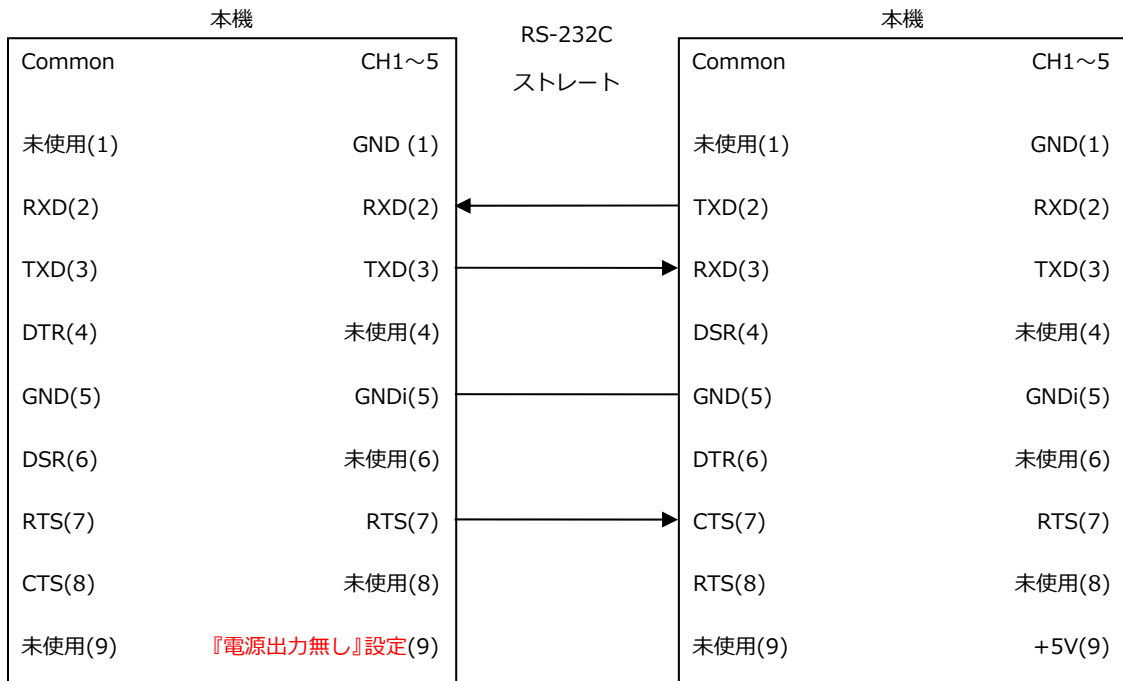 本機 RS-232C 本機
Common CH1～5 ストレート Common CH1～5
未使用(1) GND (1) 未使用(1) GND(1)
RXD(2) RXD(2) TXD(2) RXD(2)
TXD(3) TXD(3) RXD(3) TXD(3)
DTR(4) 未使用(4) DSR(4) 未使用(4)
GND(5) GNDi(5) GND(5) GNDi(5)
DSR(6) 未使用(6) DTR(6) 未使用(6)
RTS(7) RTS(7) CTS(7) RTS(7)
CTS(8) 未使用(8) RTS(8) 未使用(8)
未使用(9) 『電源出力無し』設定(9) 未使用(9) +5V(9)